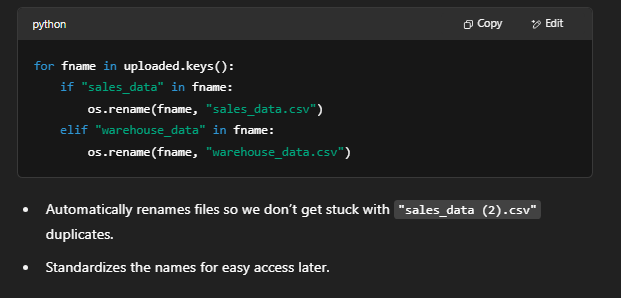 python
Copy
Edit
for fname in uploaded.keys():
    if "sales_data" in fname:
        os.rename(fname, "sales_data.csv")
    elif "warehouse_data" in fname:
        os.rename(fname, "warehouse_data.csv")
• Automatically renames files so we don’t get stuck with "sales_data (2).csv"
duplicates.
• Standardizes the names for easy access later.